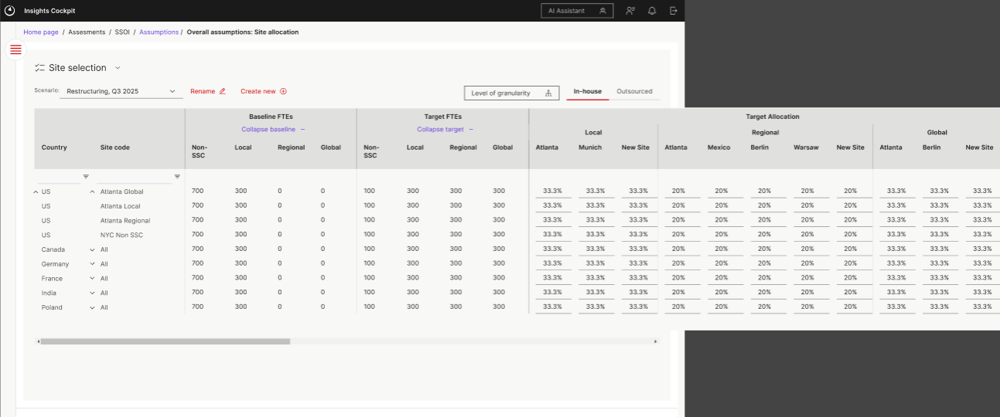 Insights Cockpit
AI Assistant
Home page / Assesments / SSOI / Assumptions / Overall assumptions: Site allocation
Site selection
Scenario: Restructuring, Q3 2025 Rename Create new
Level of granularity In-house Outsourced
Baseline FTEs Target FTEs Target Allocation
Collapse baseline – Collapse target –
Local Regional Global
Country Site code Non-SSC Local Regional Global Non-SSC Local Regional Global Atlanta Munich New Site Atlanta Mexico Berlin Warsaw New Site Atlanta Berlin New Site
US Atlanta Global 700 300 0 0 100 300 300 300 33.3% 33.3% 33.3% 20% 20% 20% 20% 20% 33.3% 33.3% 33.3%
US Atlanta Local 700 300 0 0 100 300 300 300 33.3% 33.3% 33.3% 20% 20% 20% 20% 20% 33.3% 33.3% 33.3%
US Atlanta Regional 700 300 0 0 100 300 300 300 33.3% 33.3% 33.3% 20% 20% 20% 20% 20% 33.3% 33.3% 33.3%
US NYC Non SSC 700 300 0 0 100 300 300 300 33.3% 33.3% 33.3% 20% 20% 20% 20% 20% 33.3% 33.3% 33.3%
Canada All 700 300 0 0 100 300 300 300 33.3% 33.3% 33.3% 20% 20% 20% 20% 20% 33.3% 33.3% 33.3%
Germany All 700 300 0 0 100 300 300 300 33.3% 33.3% 33.3% 20% 20% 20% 20% 20% 33.3% 33.3% 33.3%
France All 700 300 0 0 100 300 300 300 33.3% 33.3% 33.3% 20% 20% 20% 20% 20% 33.3% 33.3% 33.3%
India All 700 300 0 0 100 300 300 300 33.3% 33.3% 33.3% 20% 20% 20% 20% 20% 33.3% 33.3% 33.3%
Poland All 700 300 0 0 100 300 300 300 33.3% 33.3% 33.3% 20% 20% 20% 20% 20% 33.3% 33.3% 33.3%